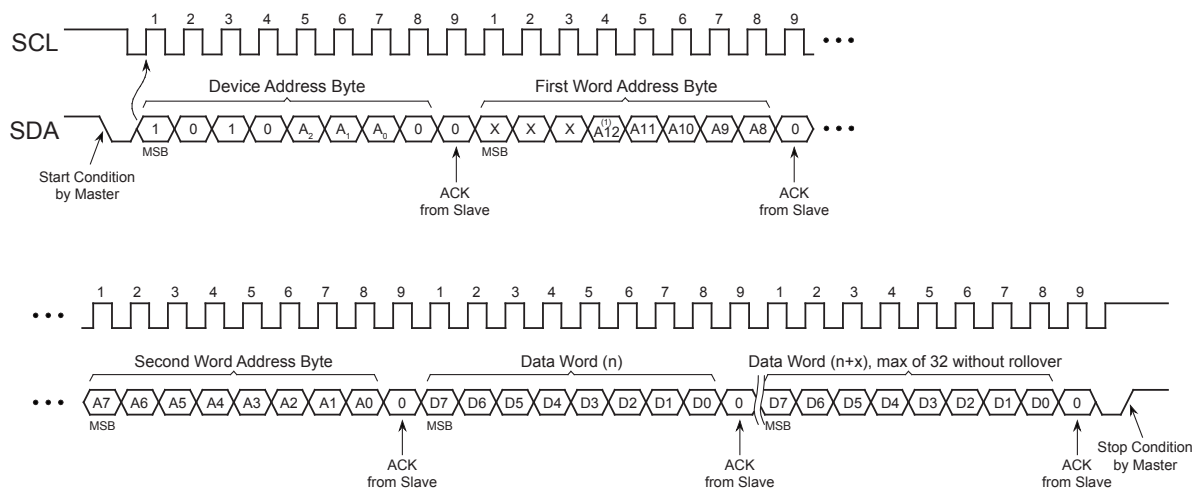 1 2 3 4 5 6 7 8 9 1 2 3 4 5 6 7 8 9
SCL
Device Address Byte First Word Address Byte
SDA 1 0 1 0 A2 A1 A0 0 0 X X X A12(1) A11 A10 A9 A8 0
MSB MSB
Start Condition
by Master
ACK
from Slave
ACK
from Slave
1 2 3 4 5 6 7 8 9 1 2 3 4 5 6 7 8 9 1 2 3 4 5 6 7 8 9
Second Word Address Byte Data Word (n) Data Word (n+x), max of 32 without rollover
A7 A6 A5 A4 A3 A2 A1 A0 0 D7 D6 D5 D4 D3 D2 D1 D0 0 D7 D6 D5 D4 D3 D2 D1 D0 0
MSB MSB MSB
ACK
from Slave
ACK
from Slave
ACK
from Slave
Stop Condition
by Master